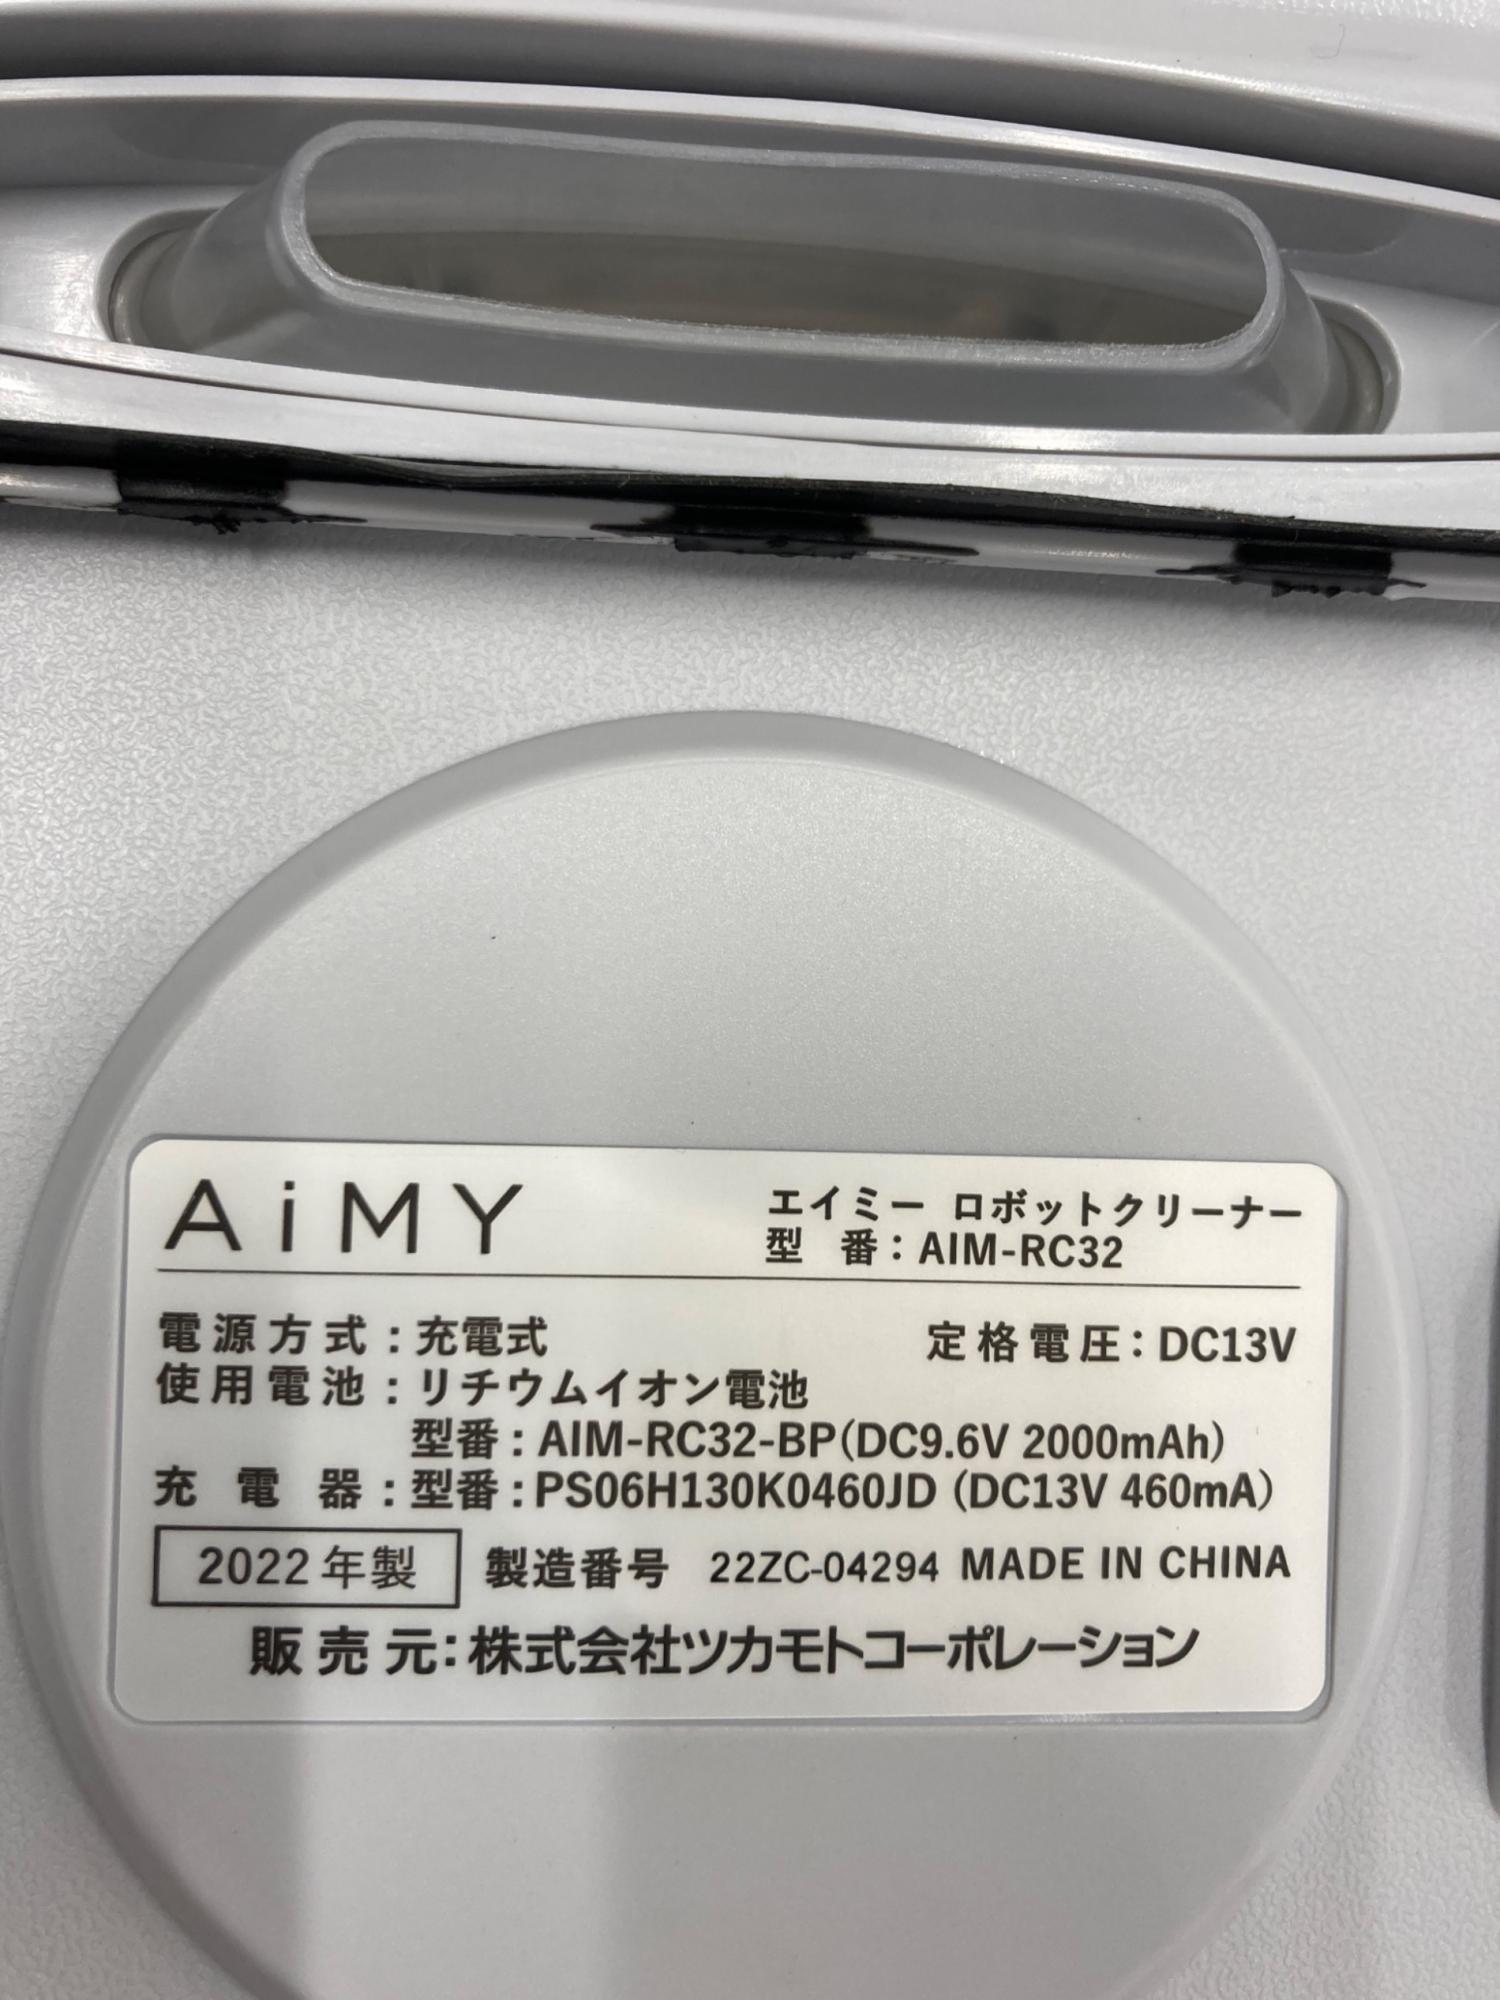 AiMY
エイミー ロボットクリーナー
型 番：AIM-RC32
電源方式：充電式 定格電圧：DC13V
使用電池：リチウムイオン電池
型番：AIM-RC32-BP(DC9.6V 2000mAh)
充電器：型番：PS06H130K0460JD (DC13V 460mA)
2022年製 製造番号 22ZC-04294 MADE IN CHINA
販売元：株式会社ツカモトコーポレーション